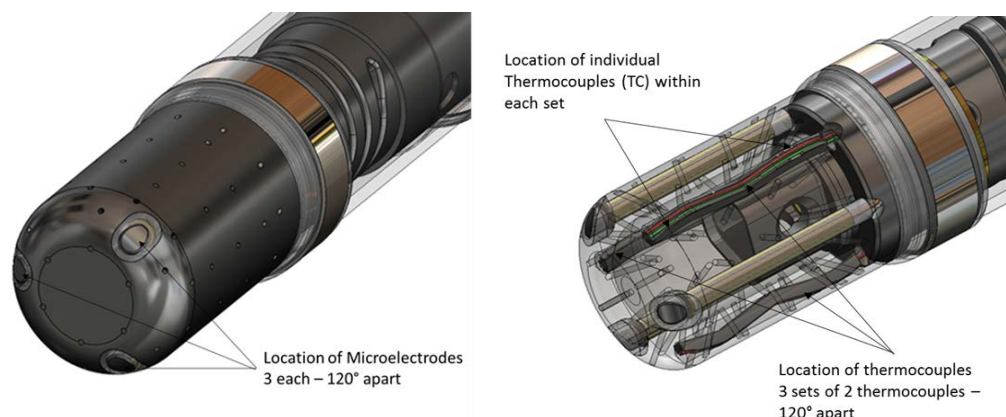 Location of Microelectrodes
3 each – 120° apart
Location of individual
Thermocouples (TC) within
each set
Location of thermocouples
3 sets of 2 thermocouples –
120° apart